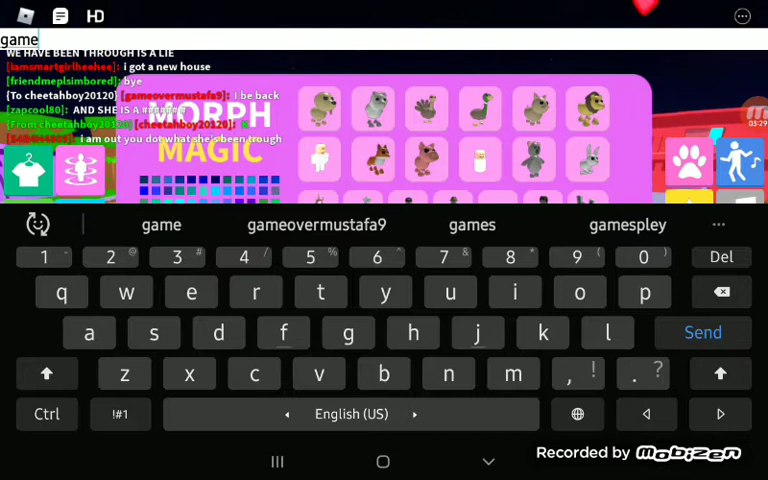 HD
game
WE HAVE BEEN THROUGH IS A LIE
[iamsmartgirlheehee]: i got a new house
[friendmeplsimbored]: bye
{To cheetahboy20120} [gameovermustafa9]: i be back
[zapcool80]: AND SHE IS A #######
{From cheetahboy20120} [cheetahboy20120]:
i am out you dot what she's been trough
MORPH
MAGIC
03:29
game gameovermustafa9 games gamespley ...
1 - 2 @ 3 # 4 / 5 % 6 ^ 7 & 8 * 9 ( 0 ) Del
q w e r t y u i o p
a s d f g h j k l Send
z x c v b n m , ! . ?
Ctrl !#1 English (US)
Recorded by Mobizen